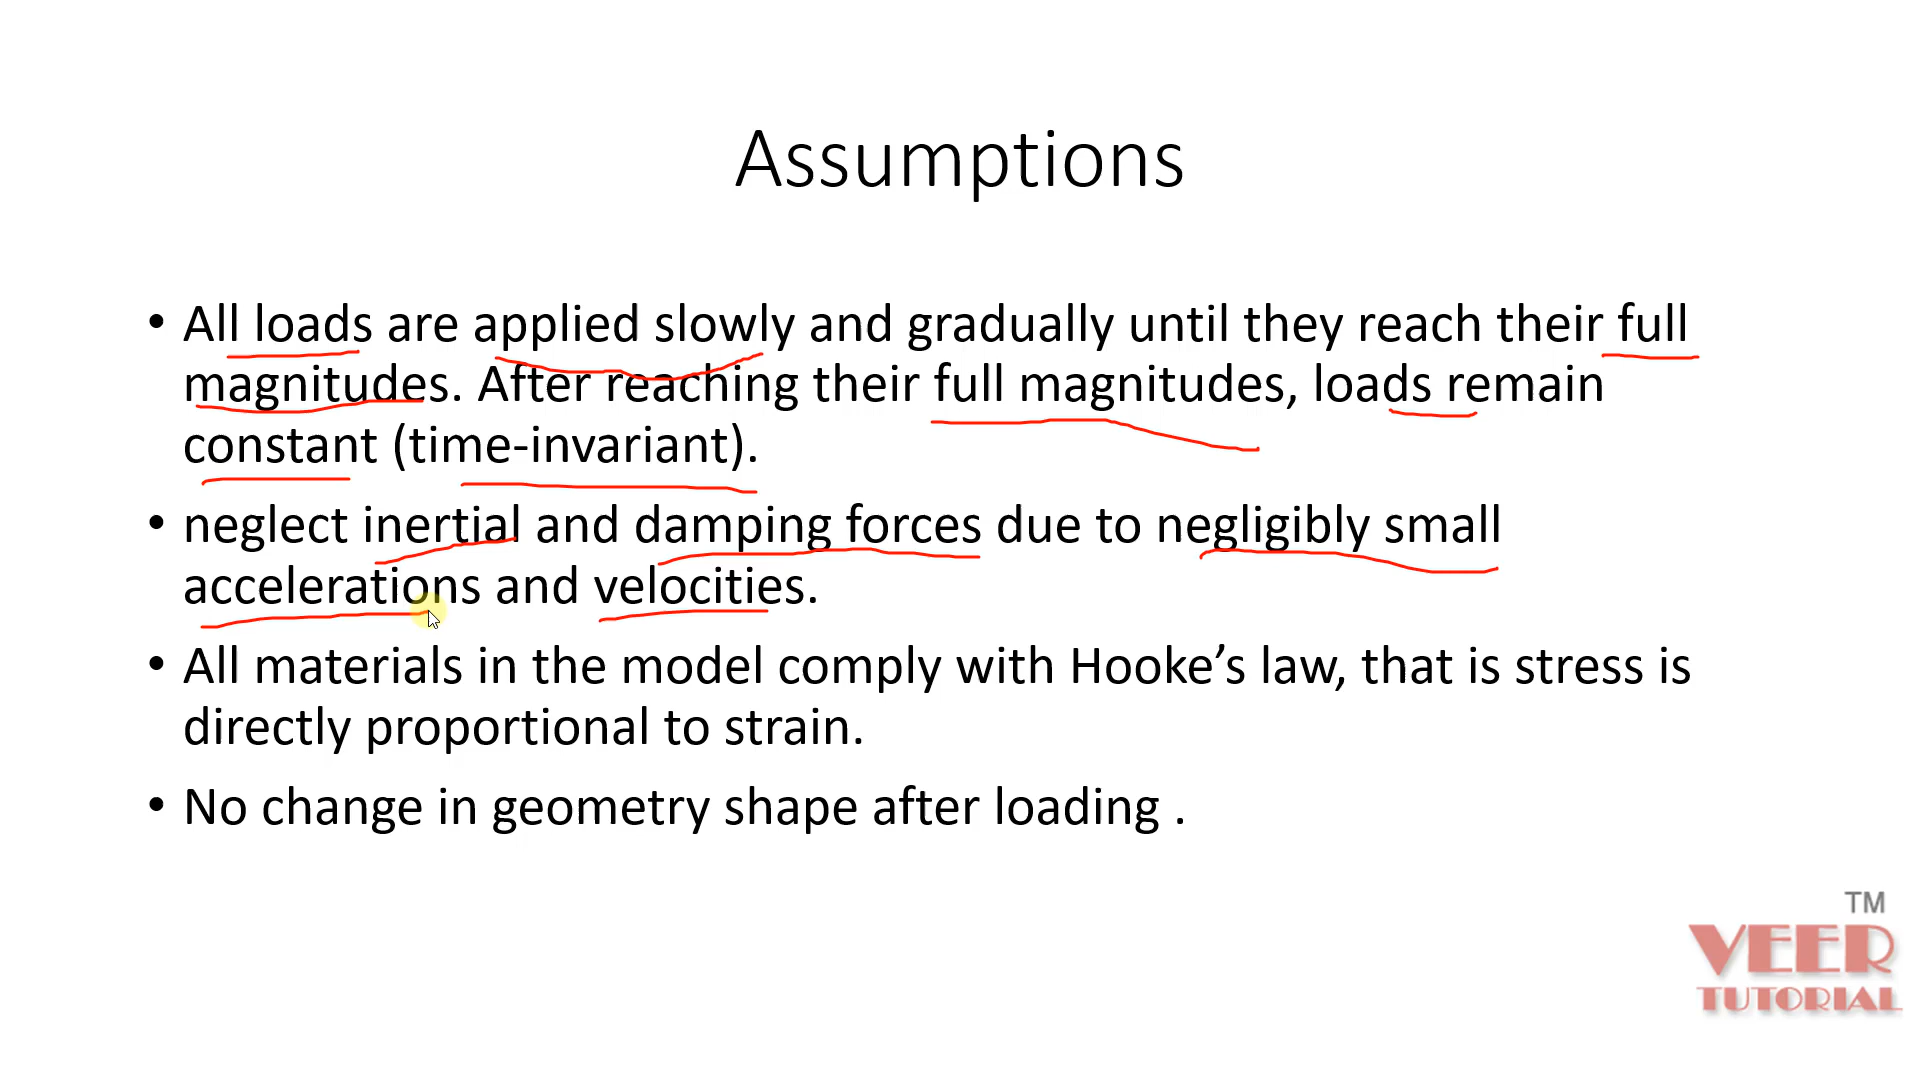 Assumptions
• All loads are applied slowly and gradually until they reach their full
magnitudes. After reaching their full magnitudes, loads remain
constant (time-invariant).
• neglect inertial and damping forces due to negligibly small
accelerations and velocities.
• All materials in the model comply with Hooke’s law, that is stress is
directly proportional to strain.
• No change in geometry shape after loading .
TM
VEER
TUTORIAL